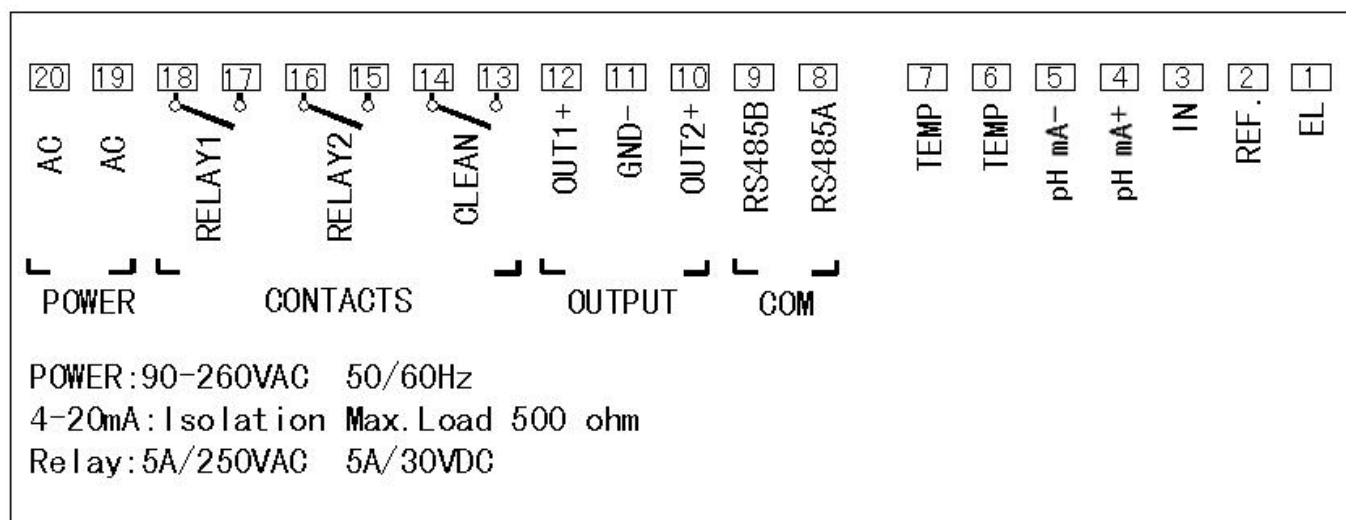 20 19 18 17 16 15 14 13 12 11 10 9 8 7 6 5 4 3 2 1
AC
AC
RELAY1
RELAY2
CLEAN
OUT1+
GND-
OUT2+
RS485B
RS485A
TEMP
TEMP
pH mA-
pH mA+
IN
REF.
EL
POWER CONTACTS OUTPUT COM
POWER:90-260VAC 50/60Hz
4-20mA:Isolation Max.Load 500 ohm
Relay:5A/250VAC 5A/30VDC